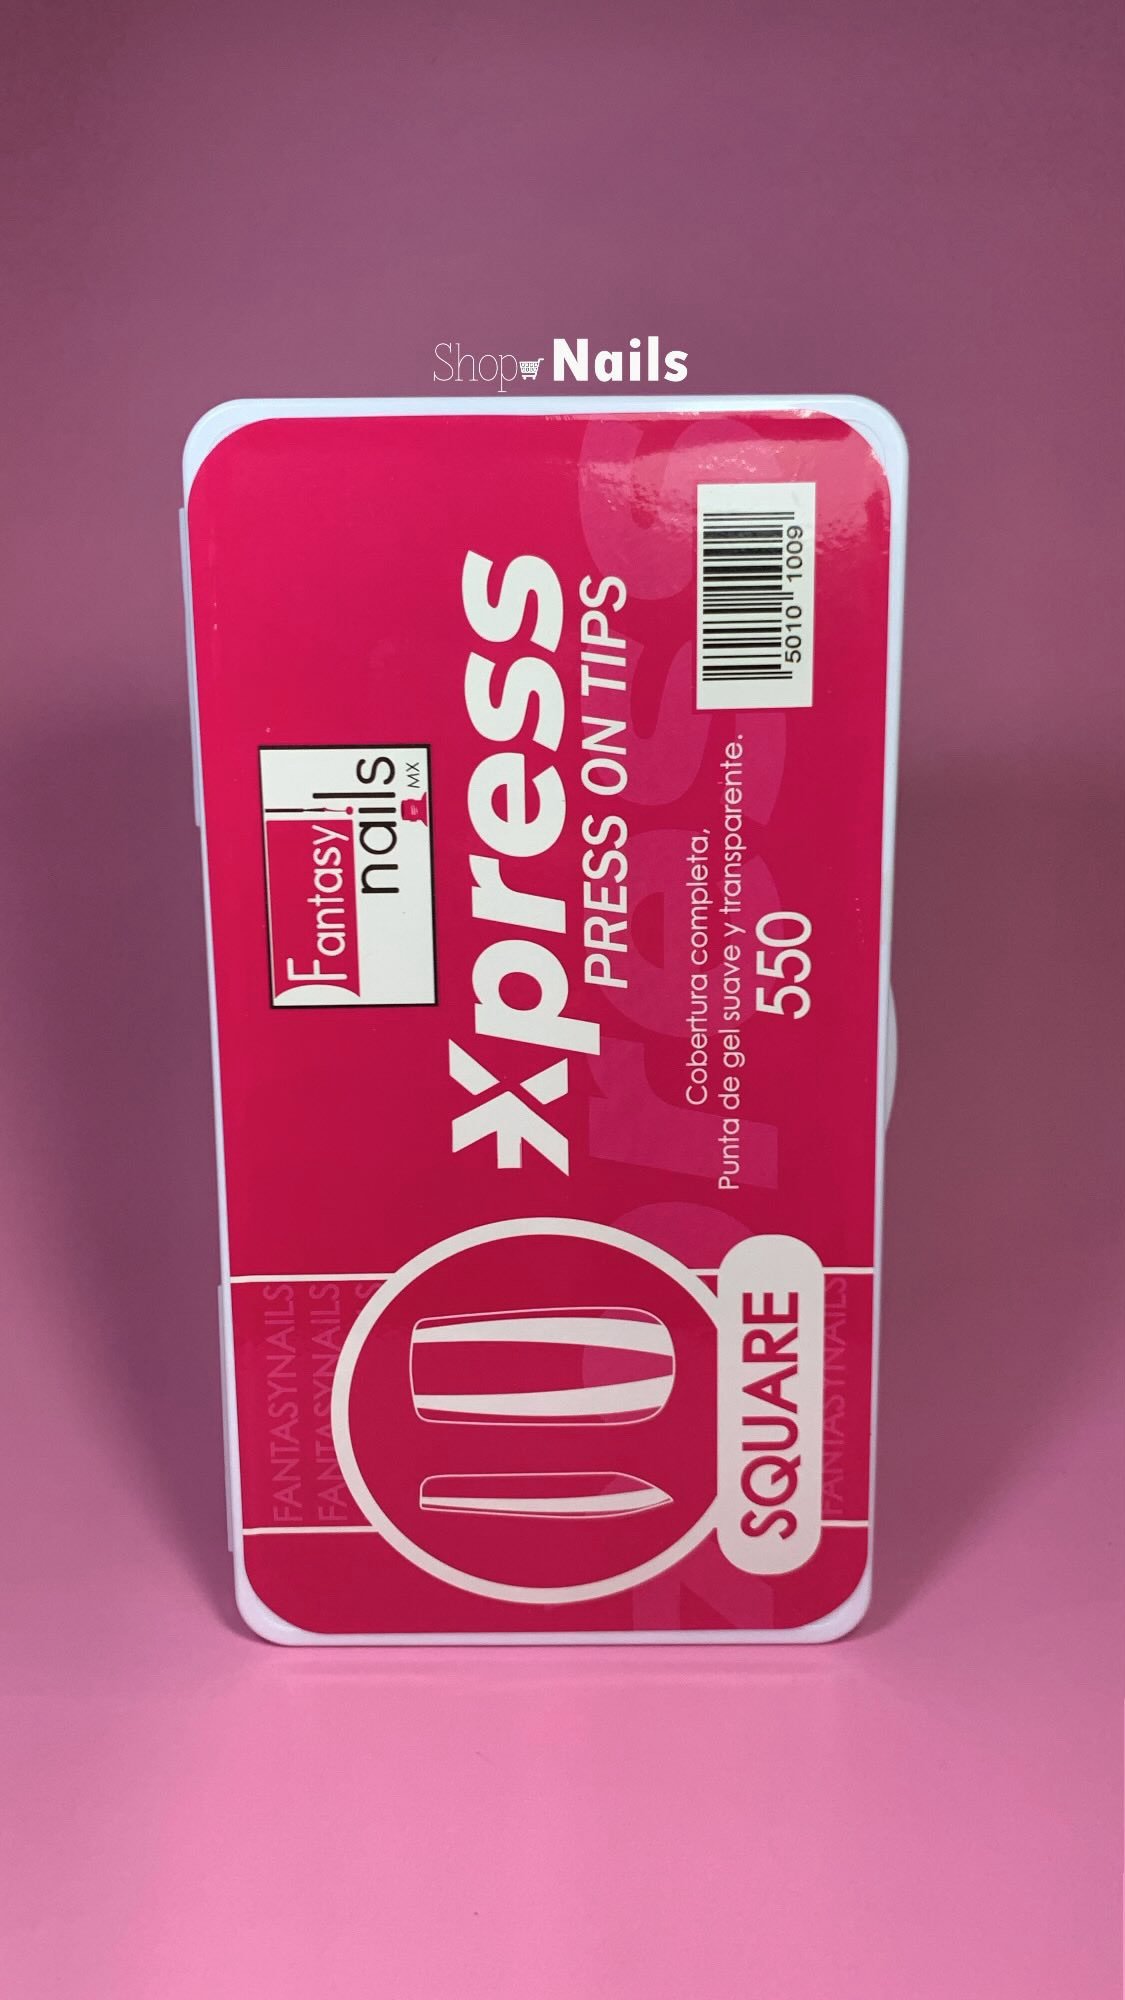 Shop Nails
Fantasy
nails
MX
Xpress
PRESS ON TIPS
Cobertura completa,
Punta de gel suave y transparente.
550
5010 1009
FANTASYNAILS
FANTASYNAILS
SQUARE
FANTASYNAILS